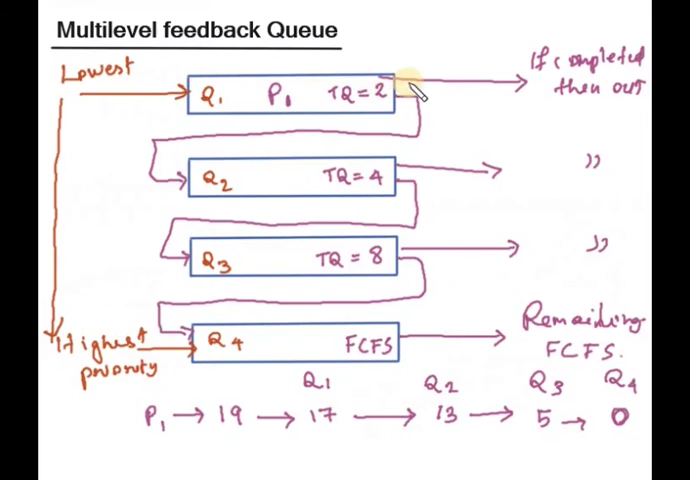 Multilevel feedback Queue
Lowest
If completed
then out
Q1 P1 TQ=2
Q2 TQ=4
"
Q3 TQ = 8
"
Q4 FCFS
Highest
priority
Remaining
FCFS.
Q1 Q2 Q3 Q4
P1 → 19 → 17 → 13 → 5 → 0